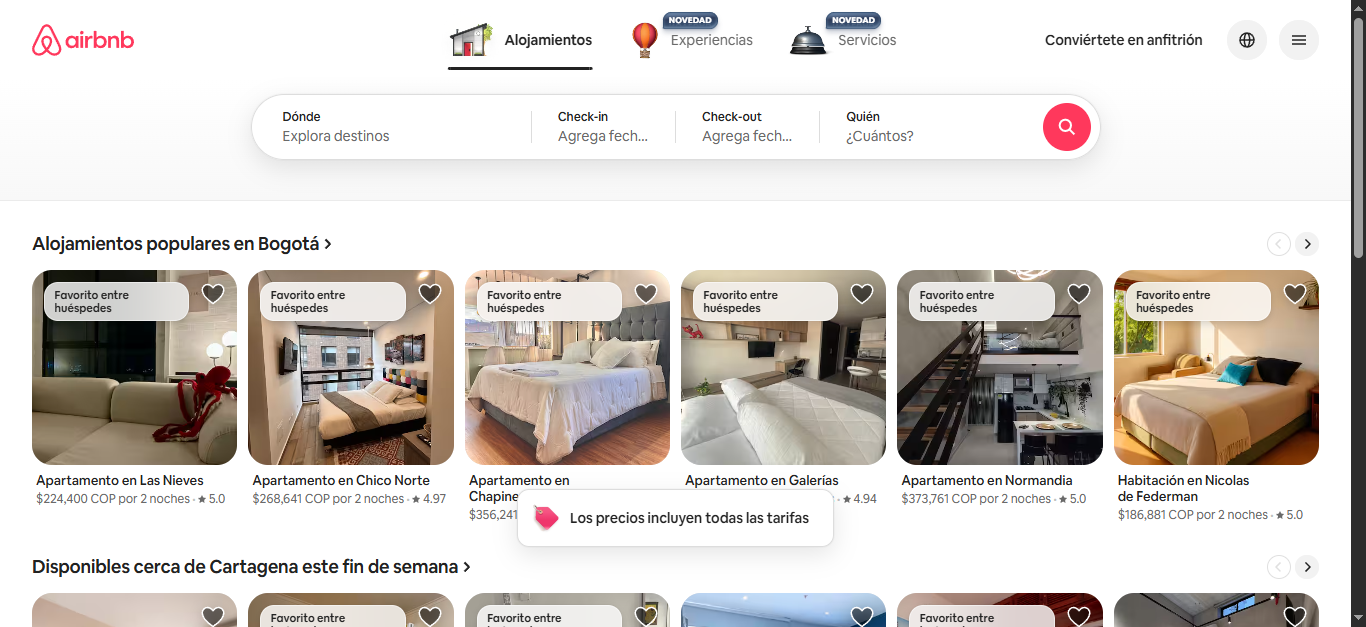 airbnb
Alojamientos
NOVEDAD
Experiencias
NOVEDAD
Servicios
Conviértete en anfitrión
Dónde
Explora destinos
Check-in
Agrega fech...
Check-out
Agrega fech...
Quién
¿Cuántos?
Alojamientos populares en Bogotá
Favorito entre
huéspedes
Favorito entre
huéspedes
Favorito entre
huéspedes
Favorito entre
huéspedes
Favorito entre
huéspedes
Favorito entre
huéspedes
Apartamento en Las Nieves
$224,400 COP por 2 noches · ★ 5.0
Apartamento en Chico Norte
$268,641 COP por 2 noches · ★ 4.97
Apartamento en
Chapine
$356,241
Apartamento en Galerías
· ★ 4.94
Apartamento en Normandia
$373,761 COP por 2 noches · ★ 5.0
Habitación en Nicolas
de Federman
$186,881 COP por 2 noches · ★ 5.0
Los precios incluyen todas las tarifas
Disponibles cerca de Cartagena este fin de semana
Favorito entre
Favorito entre
Favorito entre